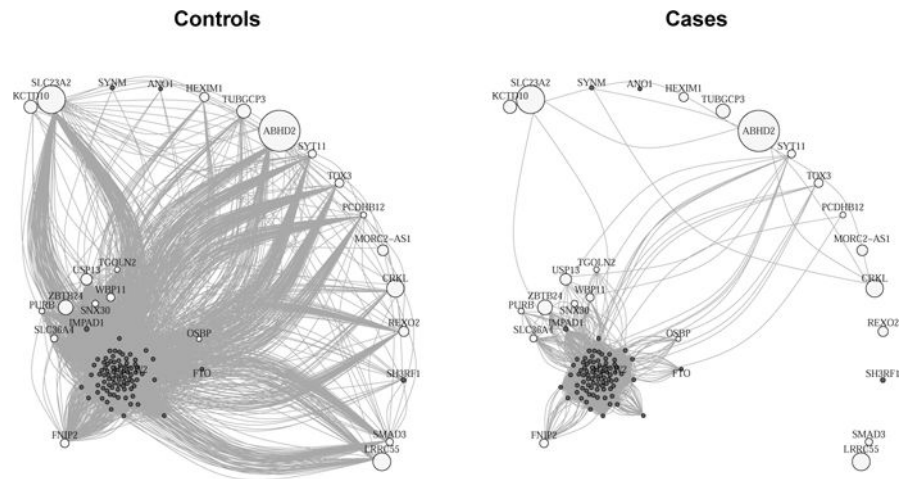 Controls
SLC23A2
KCTD10
SYNM
ANO1
HEXIM1
TUBGCP3
ABHD2
SYT11
TOX3
PCDHB12
MORC2-AS1
CRKL
REXO2
SH3RF1
SMAD3
LRRC55
TGOLN2
USP13
WBP11
ZBTB24
SNX30
PURB
IMPAD1
SLC36A4
OSBP
FTO
FNIP2
Cases
SLC23A2
KCTD10
SYNM
ANO1
HEXIM1
TUBGCP3
ABHD2
SYT11
TOX3
PCDHB12
MORC2-AS1
CRKL
REXO2
SH3RF1
SMAD3
LRRC55
TGOLN2
USP13
WBP11
ZBTB24
SNX30
PURB
IMPAD1
SLC36A4
OSBP
FTO
FNIP2